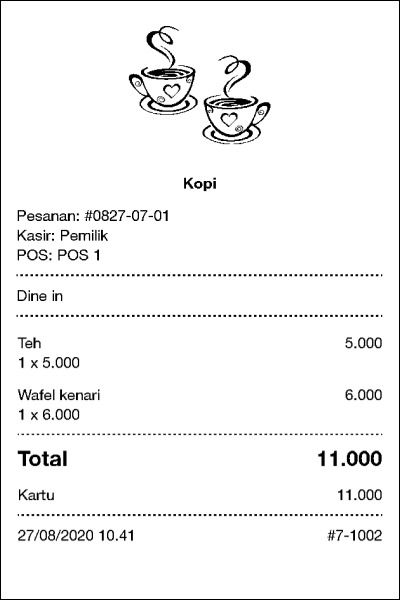 Kopi
Pesanan: #0827-07-01
Kasir: Pemilik
POS: POS 1
Dine in
Teh 5.000
1 x 5.000
Wafel kenari 6.000
1 x 6.000
Total 11.000
Kartu 11.000
27/08/2020 10.41 #7-1002